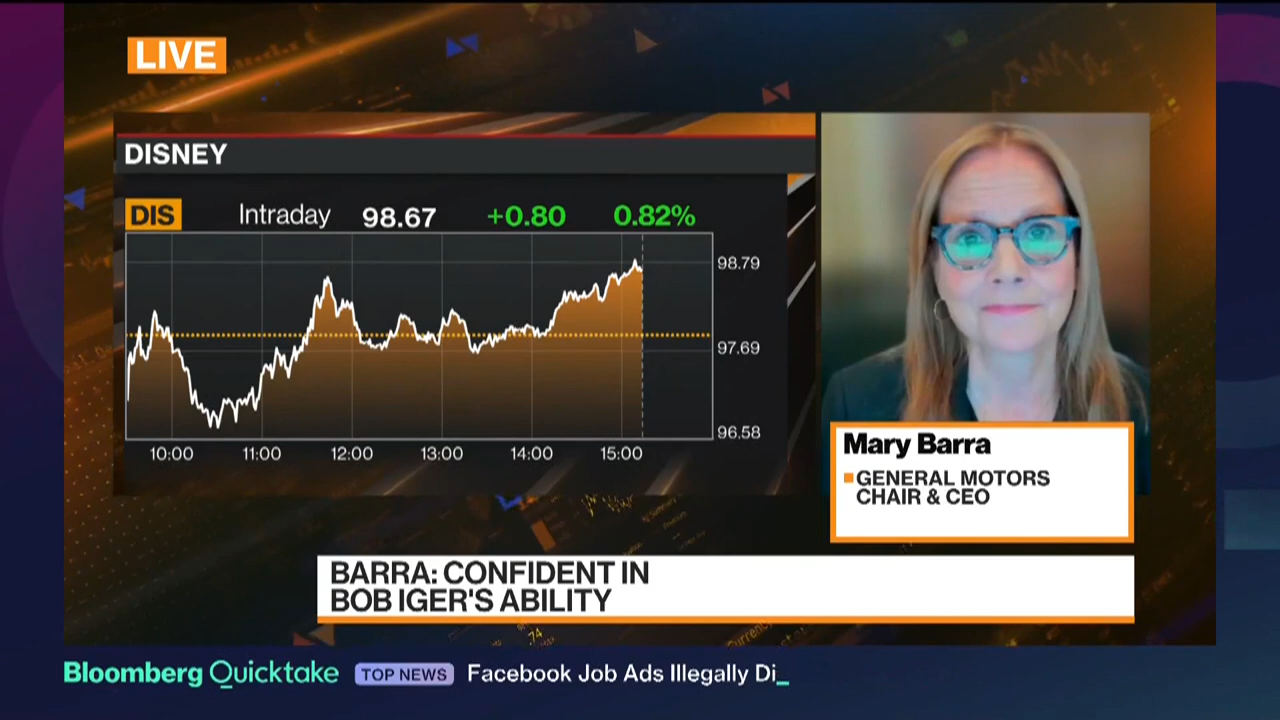 LIVE
DISNEY
DIS Intraday 98.67 +0.80 0.82%
98.79
97.69
96.58
10:00 11:00 12:00 13:00 14:00 15:00
Mary Barra
GENERAL MOTORS
CHAIR & CEO
BARRA: CONFIDENT IN
BOB IGER'S ABILITY
Bloomberg Quicktake TOP NEWS Facebook Job Ads Illegally Di_